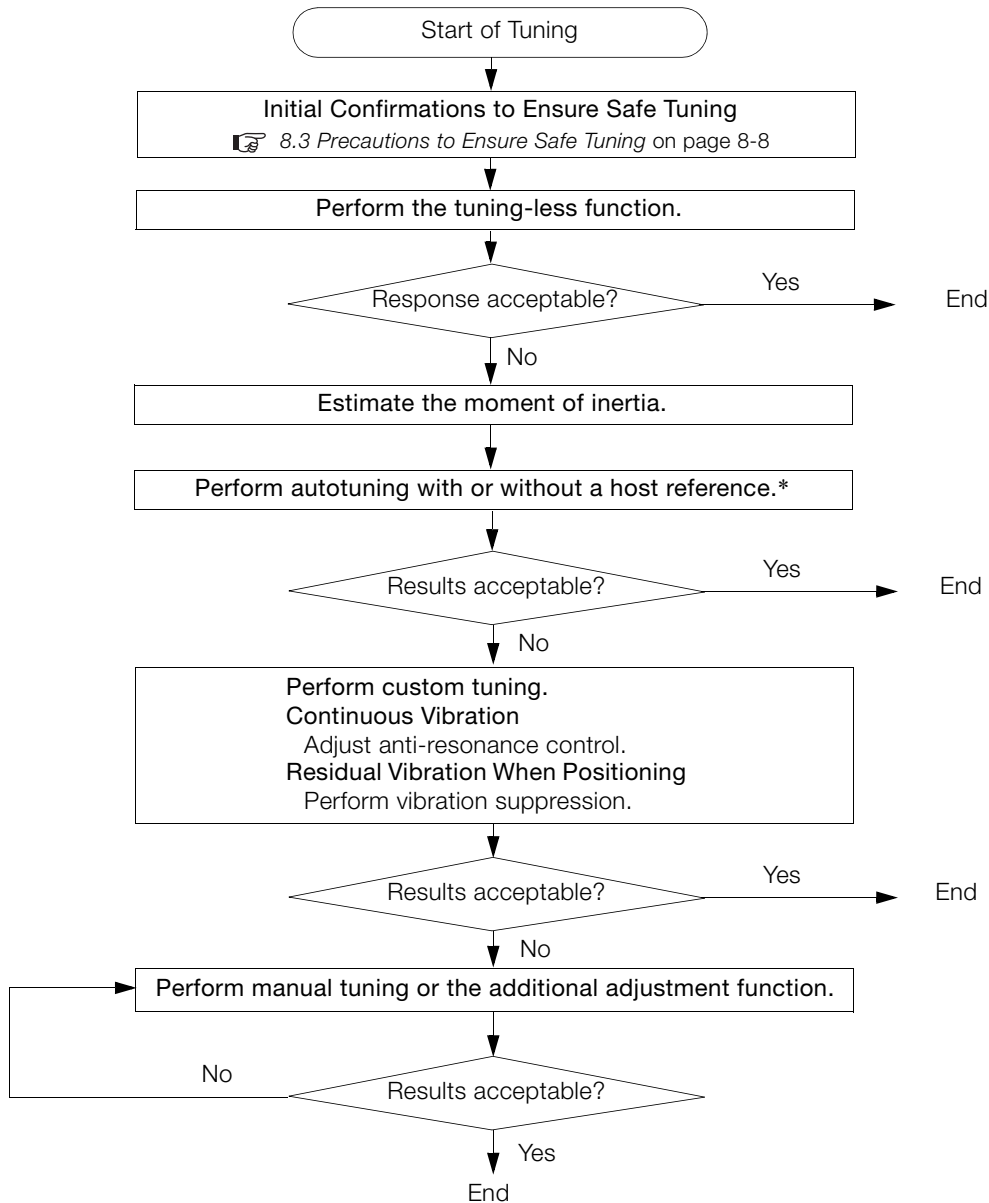 Start of Tuning
Initial Confirmations to Ensure Safe Tuning
8.3 Precautions to Ensure Safe Tuning on page 8-8
Perform the tuning-less function.
Response acceptable?
Yes
End
No
Estimate the moment of inertia.
Perform autotuning with or without a host reference.*
Results acceptable?
Yes
End
No
Perform custom tuning.
Continuous Vibration
Adjust anti-resonance control.
Residual Vibration When Positioning
Perform vibration suppression.
Results acceptable?
Yes
End
No
Perform manual tuning or the additional adjustment function.
No
Results acceptable?
Yes
End